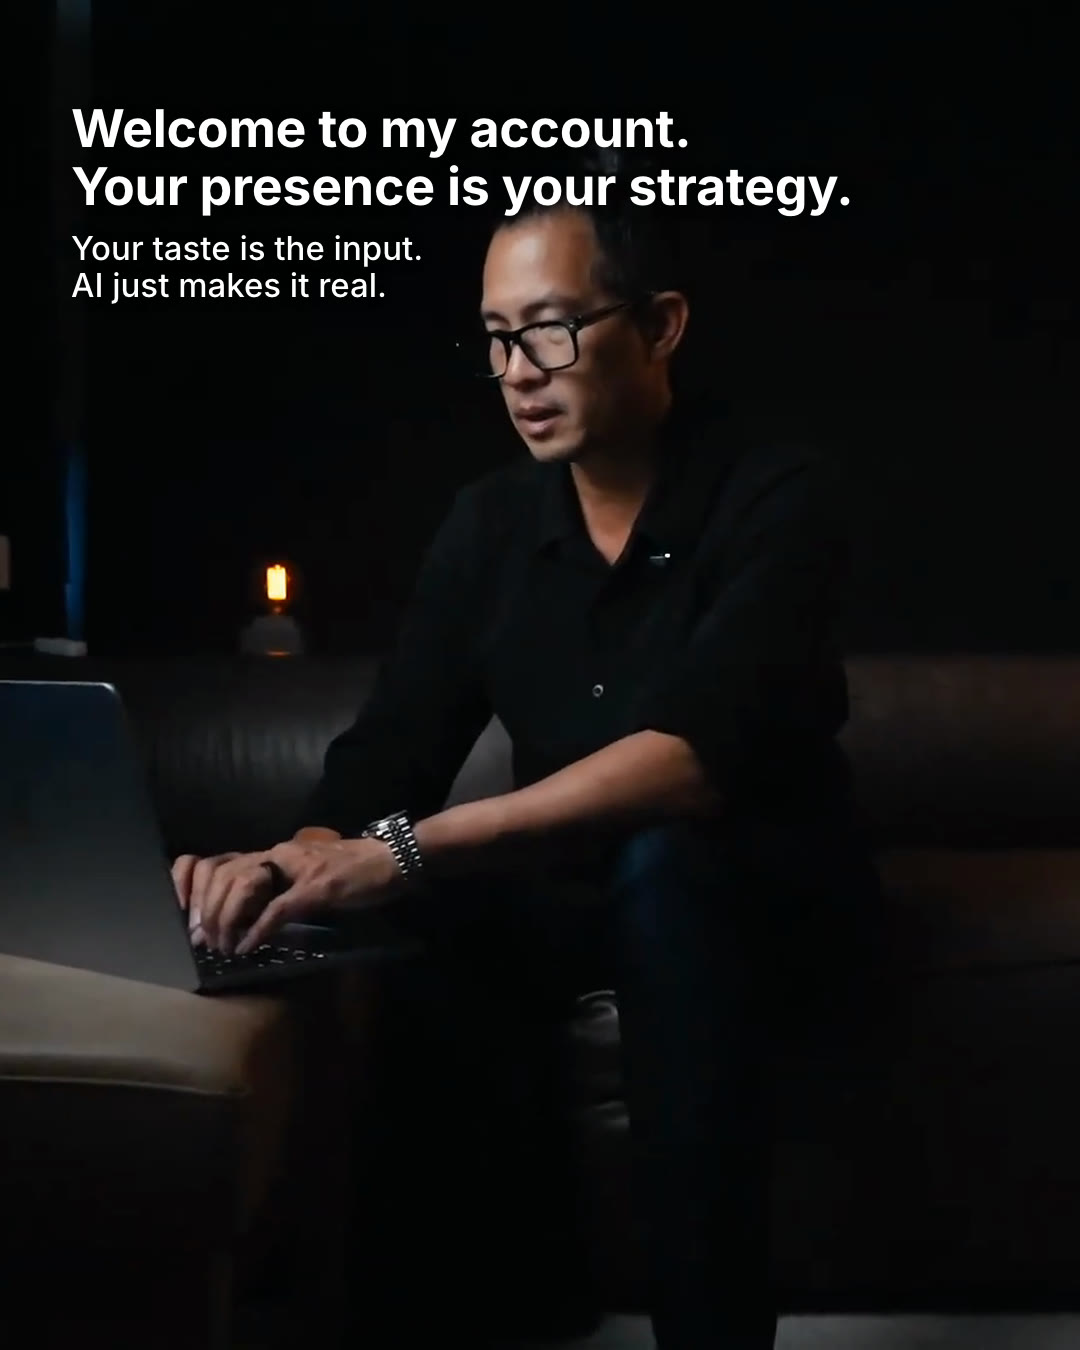 Welcome to my account.
Your presence is your strategy.
Your taste is the input.
AI just makes it real.